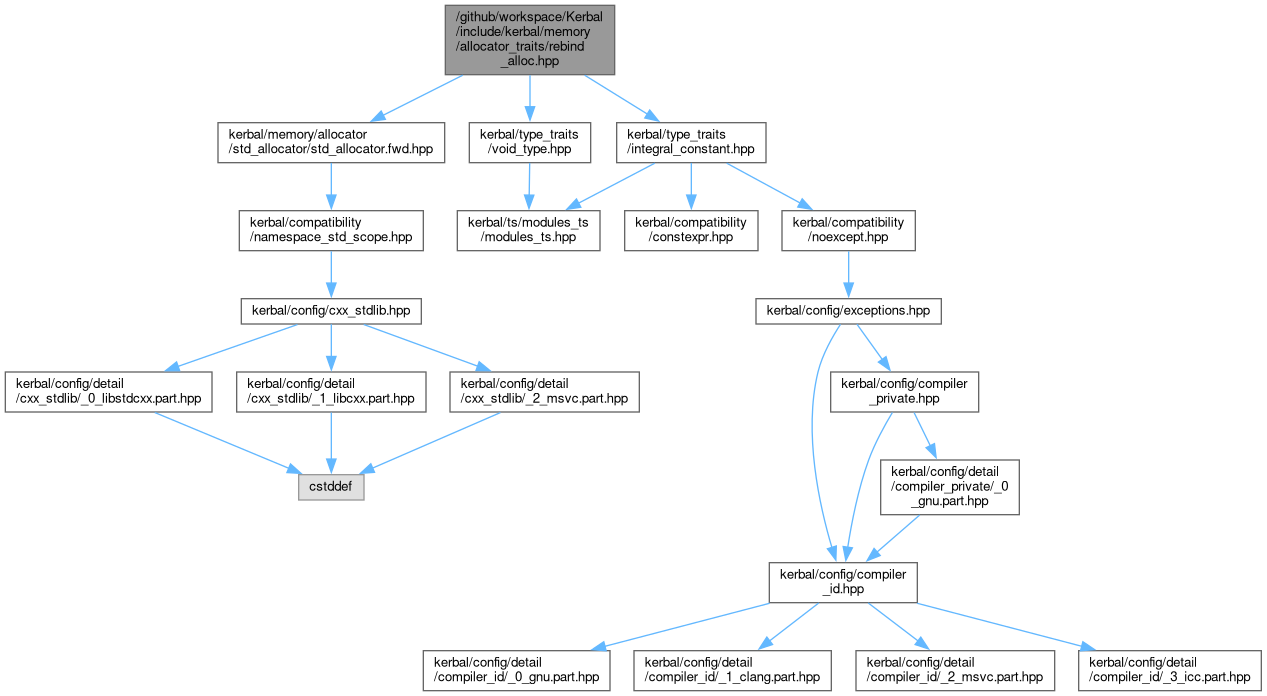 /github/workspace/Kerbal
/include/kerbal/memory
/allocator_traits/rebind
_alloc.hpp
kerbal/memory/allocator
/std_allocator/std_allocator.fwd.hpp
kerbal/type_traits
/void_type.hpp
kerbal/type_traits
/integral_constant.hpp
kerbal/compatibility
/namespace_std_scope.hpp
kerbal/ts/modules_ts
/modules_ts.hpp
kerbal/compatibility
/constexpr.hpp
kerbal/compatibility
/noexcept.hpp
kerbal/config/cxx_stdlib.hpp
kerbal/config/exceptions.hpp
kerbal/config/detail
/cxx_stdlib/_0_libstdcxx.part.hpp
kerbal/config/detail
/cxx_stdlib/_1_libcxx.part.hpp
kerbal/config/detail
/cxx_stdlib/_2_msvc.part.hpp
kerbal/config/compiler
_private.hpp
cstddef
kerbal/config/detail
/compiler_private/_0
_gnu.part.hpp
kerbal/config/compiler
_id.hpp
kerbal/config/detail
/compiler_id/_0_gnu.part.hpp
kerbal/config/detail
/compiler_id/_1_clang.part.hpp
kerbal/config/detail
/compiler_id/_2_msvc.part.hpp
kerbal/config/detail
/compiler_id/_3_icc.part.hpp